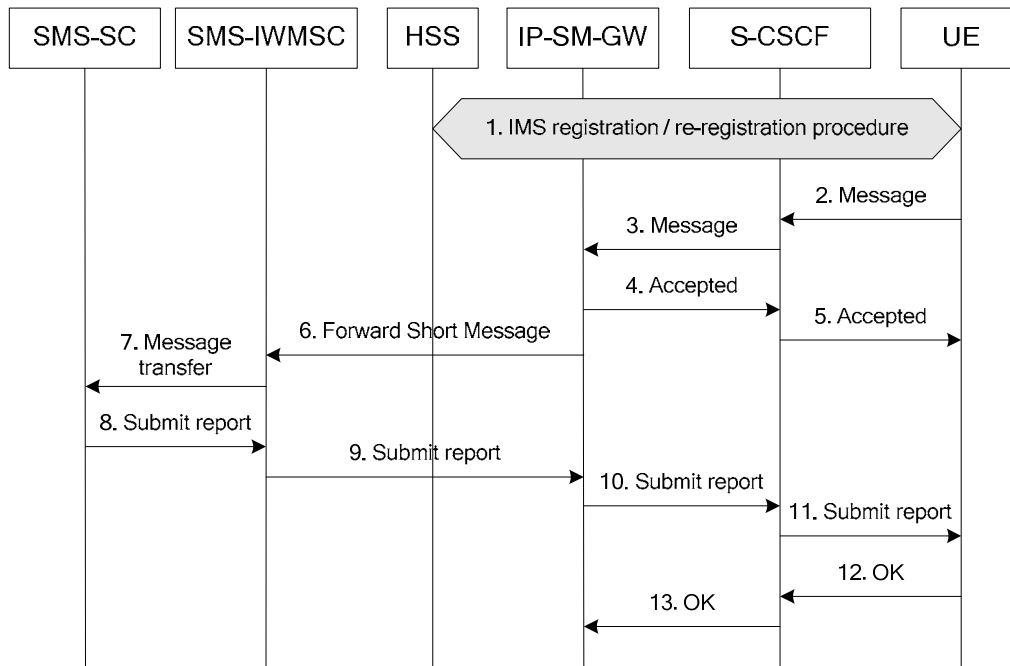 SMS-SC
SMS-IWMSC
HSS
IP-SM-GW
S-CSCF
UE
1. IMS registration / re-registration procedure
2. Message
3. Message
4. Accepted
5. Accepted
6. Forward Short Message
7. Message
transfer
8. Submit report
9. Submit report
10. Submit report
11. Submit report
12. OK
13. OK